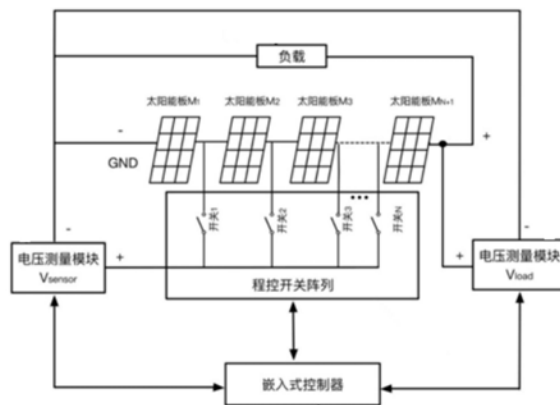 负载
太阳能板M1
太阳能板M2
太阳能板M3
太阳能板MN+1
-
+
GND
•••
开关1
开关2
开关3
开关N
-
-
电压测量模块
Vsensor
+
+
电压测量模块
Vload
程控开关阵列
嵌入式控制器